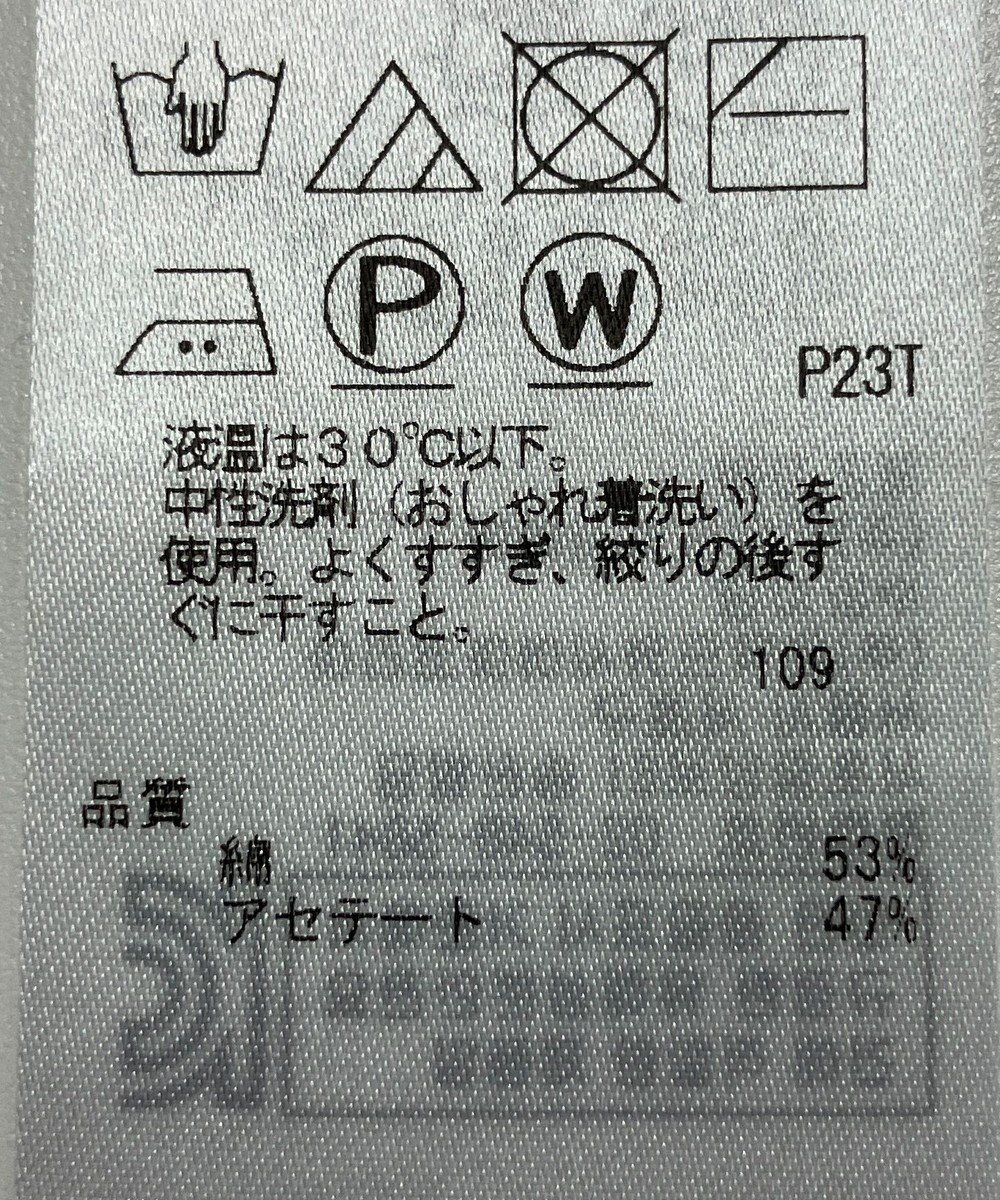 P
W
P23T
液温は30℃以下。
中性洗剤（おしゃれ着洗い）を
使用。よくすすぎ、絞りの後す
ぐに干すこと。
109
品質
綿 53%
アセテート 47%